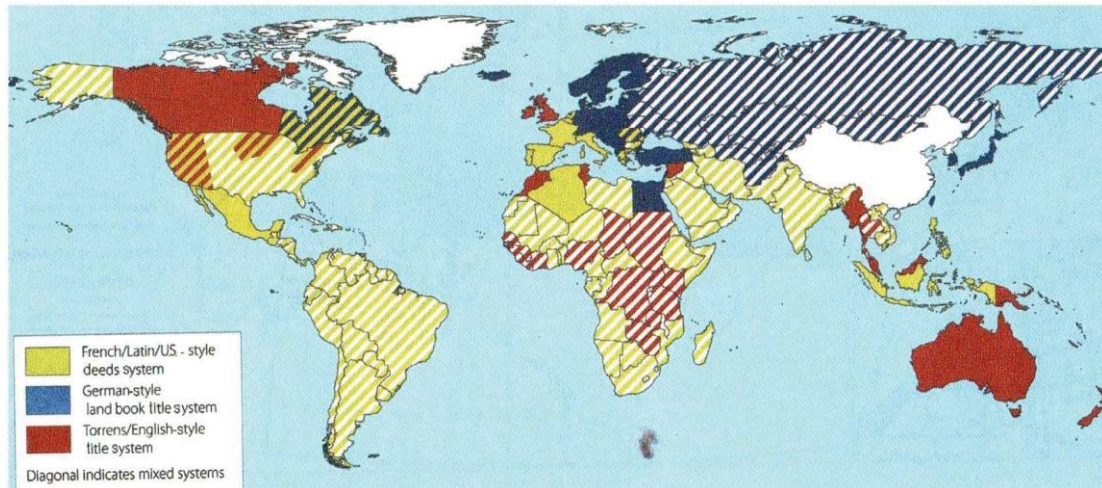 French/Latin/US. - style
deeds system
German-style
land book title system
Torrens/English-style
title system
Diagonal indicates mixed systems